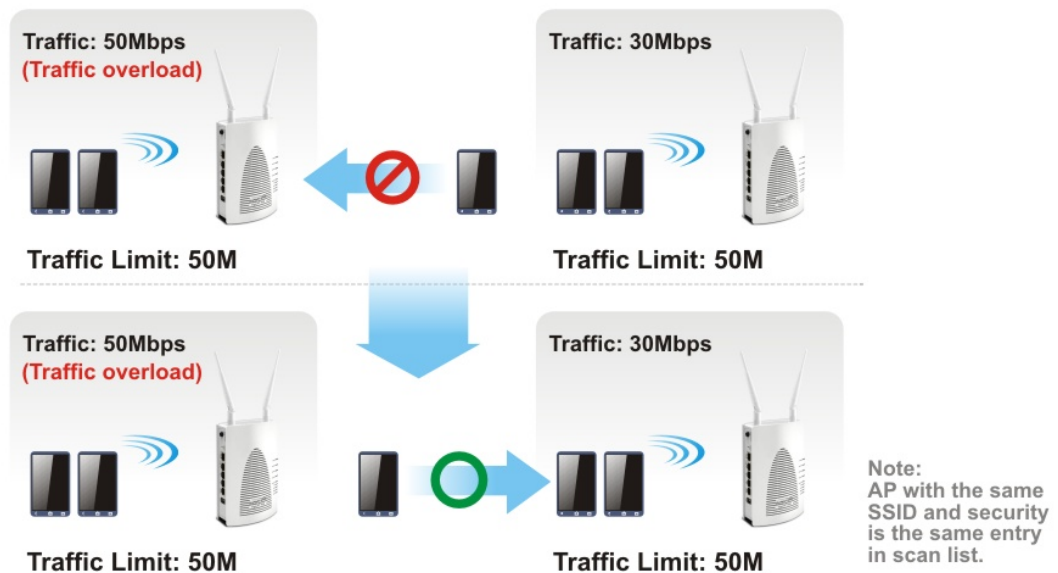 Traffic: 50Mbps
(Traffic overload)
Traffic: 30Mbps
Traffic Limit: 50M
Traffic Limit: 50M
Traffic: 50Mbps
(Traffic overload)
Traffic: 30Mbps
Traffic Limit: 50M
Traffic Limit: 50M
Note:
AP with the same
SSID and security
is the same entry
in scan list.